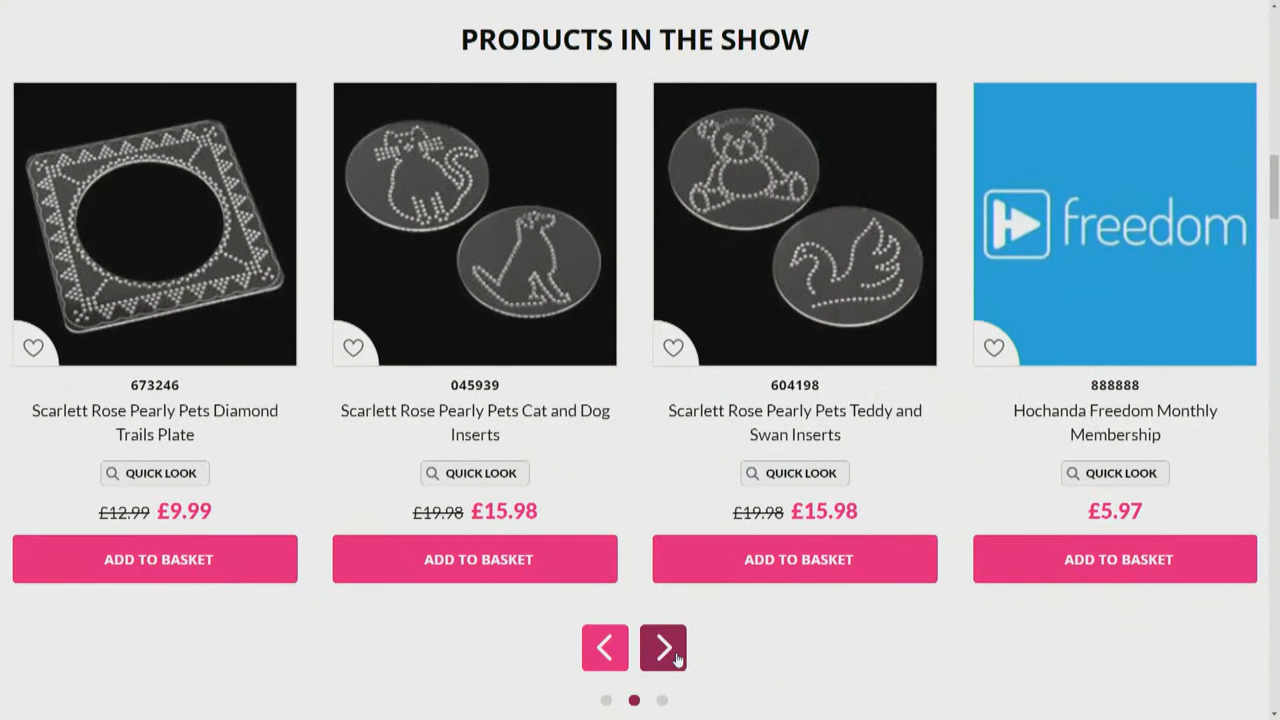 PRODUCTS IN THE SHOW
freedom
673246
Scarlett Rose Pearly Pets Diamond
Trails Plate
QUICK LOOK
£12.99 £9.99
ADD TO BASKET
045939
Scarlett Rose Pearly Pets Cat and Dog
Inserts
QUICK LOOK
£19.98 £15.98
ADD TO BASKET
604198
Scarlett Rose Pearly Pets Teddy and
Swan Inserts
QUICK LOOK
£19.98 £15.98
ADD TO BASKET
888888
Hochanda Freedom Monthly
Membership
QUICK LOOK
£5.97
ADD TO BASKET